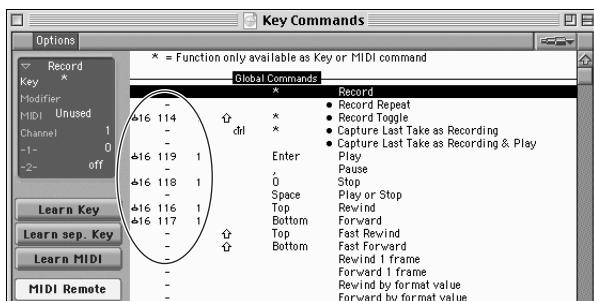 Key Commands
Options
* = Function only available as Key or MIDI command
Global Commands
Record
Key *
Modifier
MIDI Unused
Channel 1
-1- 0
-2- off
Learn Key
Learn sep. Key
Learn MIDI
MIDI Remote
- * Record
- • Record Repeat
16 114 ⇧ * • Record Toggle
- ctrl * • Capture Last Take as Recording
- • Capture Last Take as Recording & Play
16 119 1 Enter Play
- , Pause
16 118 1 0 Stop
- Space Play or Stop
16 116 1 Top Rewind
16 117 1 Bottom Forward
- ⇧ Top Fast Rewind
- ⇧ Bottom Fast Forward
- Rewind 1 frame
- Forward 1 frame
- Rewind by format value
- Forward by format value